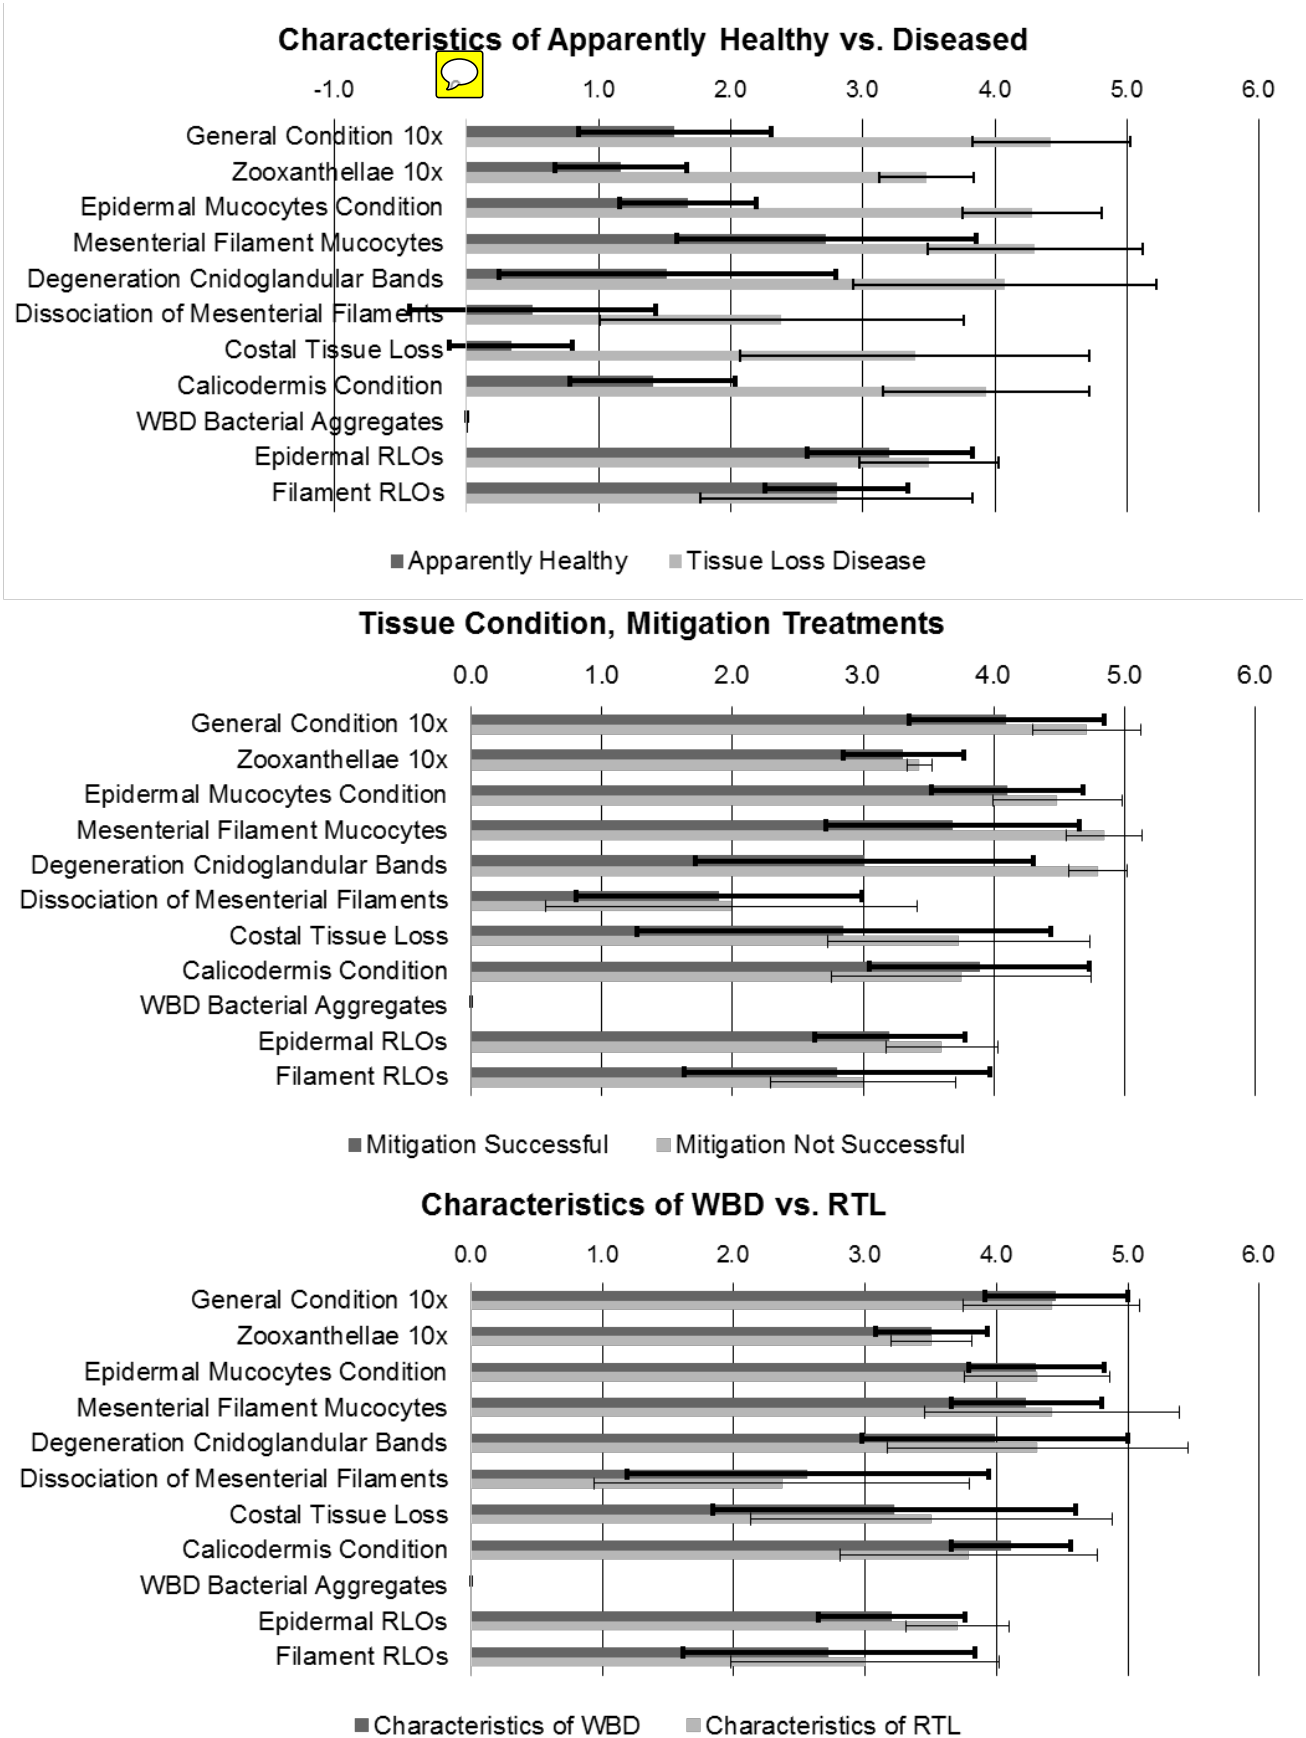 Characteristics of Apparently Healthy vs. Diseased
-1.0 1.0 2.0 3.0 4.0 5.0 6.0
General Condition 10x
Zooxanthellae 10x
Epidermal Mucocytes Condition
Mesenterial Filament Mucocytes
Degeneration Cnidoglandular Bands
Dissociation of Mesenterial Filaments
Costal Tissue Loss
Calicodermis Condition
WBD Bacterial Aggregates
Epidermal RLOs
Filament RLOs
Apparently Healthy Tissue Loss Disease
Tissue Condition, Mitigation Treatments
0.0 1.0 2.0 3.0 4.0 5.0 6.0
General Condition 10x
Zooxanthellae 10x
Epidermal Mucocytes Condition
Mesenterial Filament Mucocytes
Degeneration Cnidoglandular Bands
Dissociation of Mesenterial Filaments
Costal Tissue Loss
Calicodermis Condition
WBD Bacterial Aggregates
Epidermal RLOs
Filament RLOs
Mitigation Successful Mitigation Not Successful
Characteristics of WBD vs. RTL
0.0 1.0 2.0 3.0 4.0 5.0 6.0
General Condition 10x
Zooxanthellae 10x
Epidermal Mucocytes Condition
Mesenterial Filament Mucocytes
Degeneration Cnidoglandular Bands
Dissociation of Mesenterial Filaments
Costal Tissue Loss
Calicodermis Condition
WBD Bacterial Aggregates
Epidermal RLOs
Filament RLOs
Characteristics of WBD Characteristics of RTL